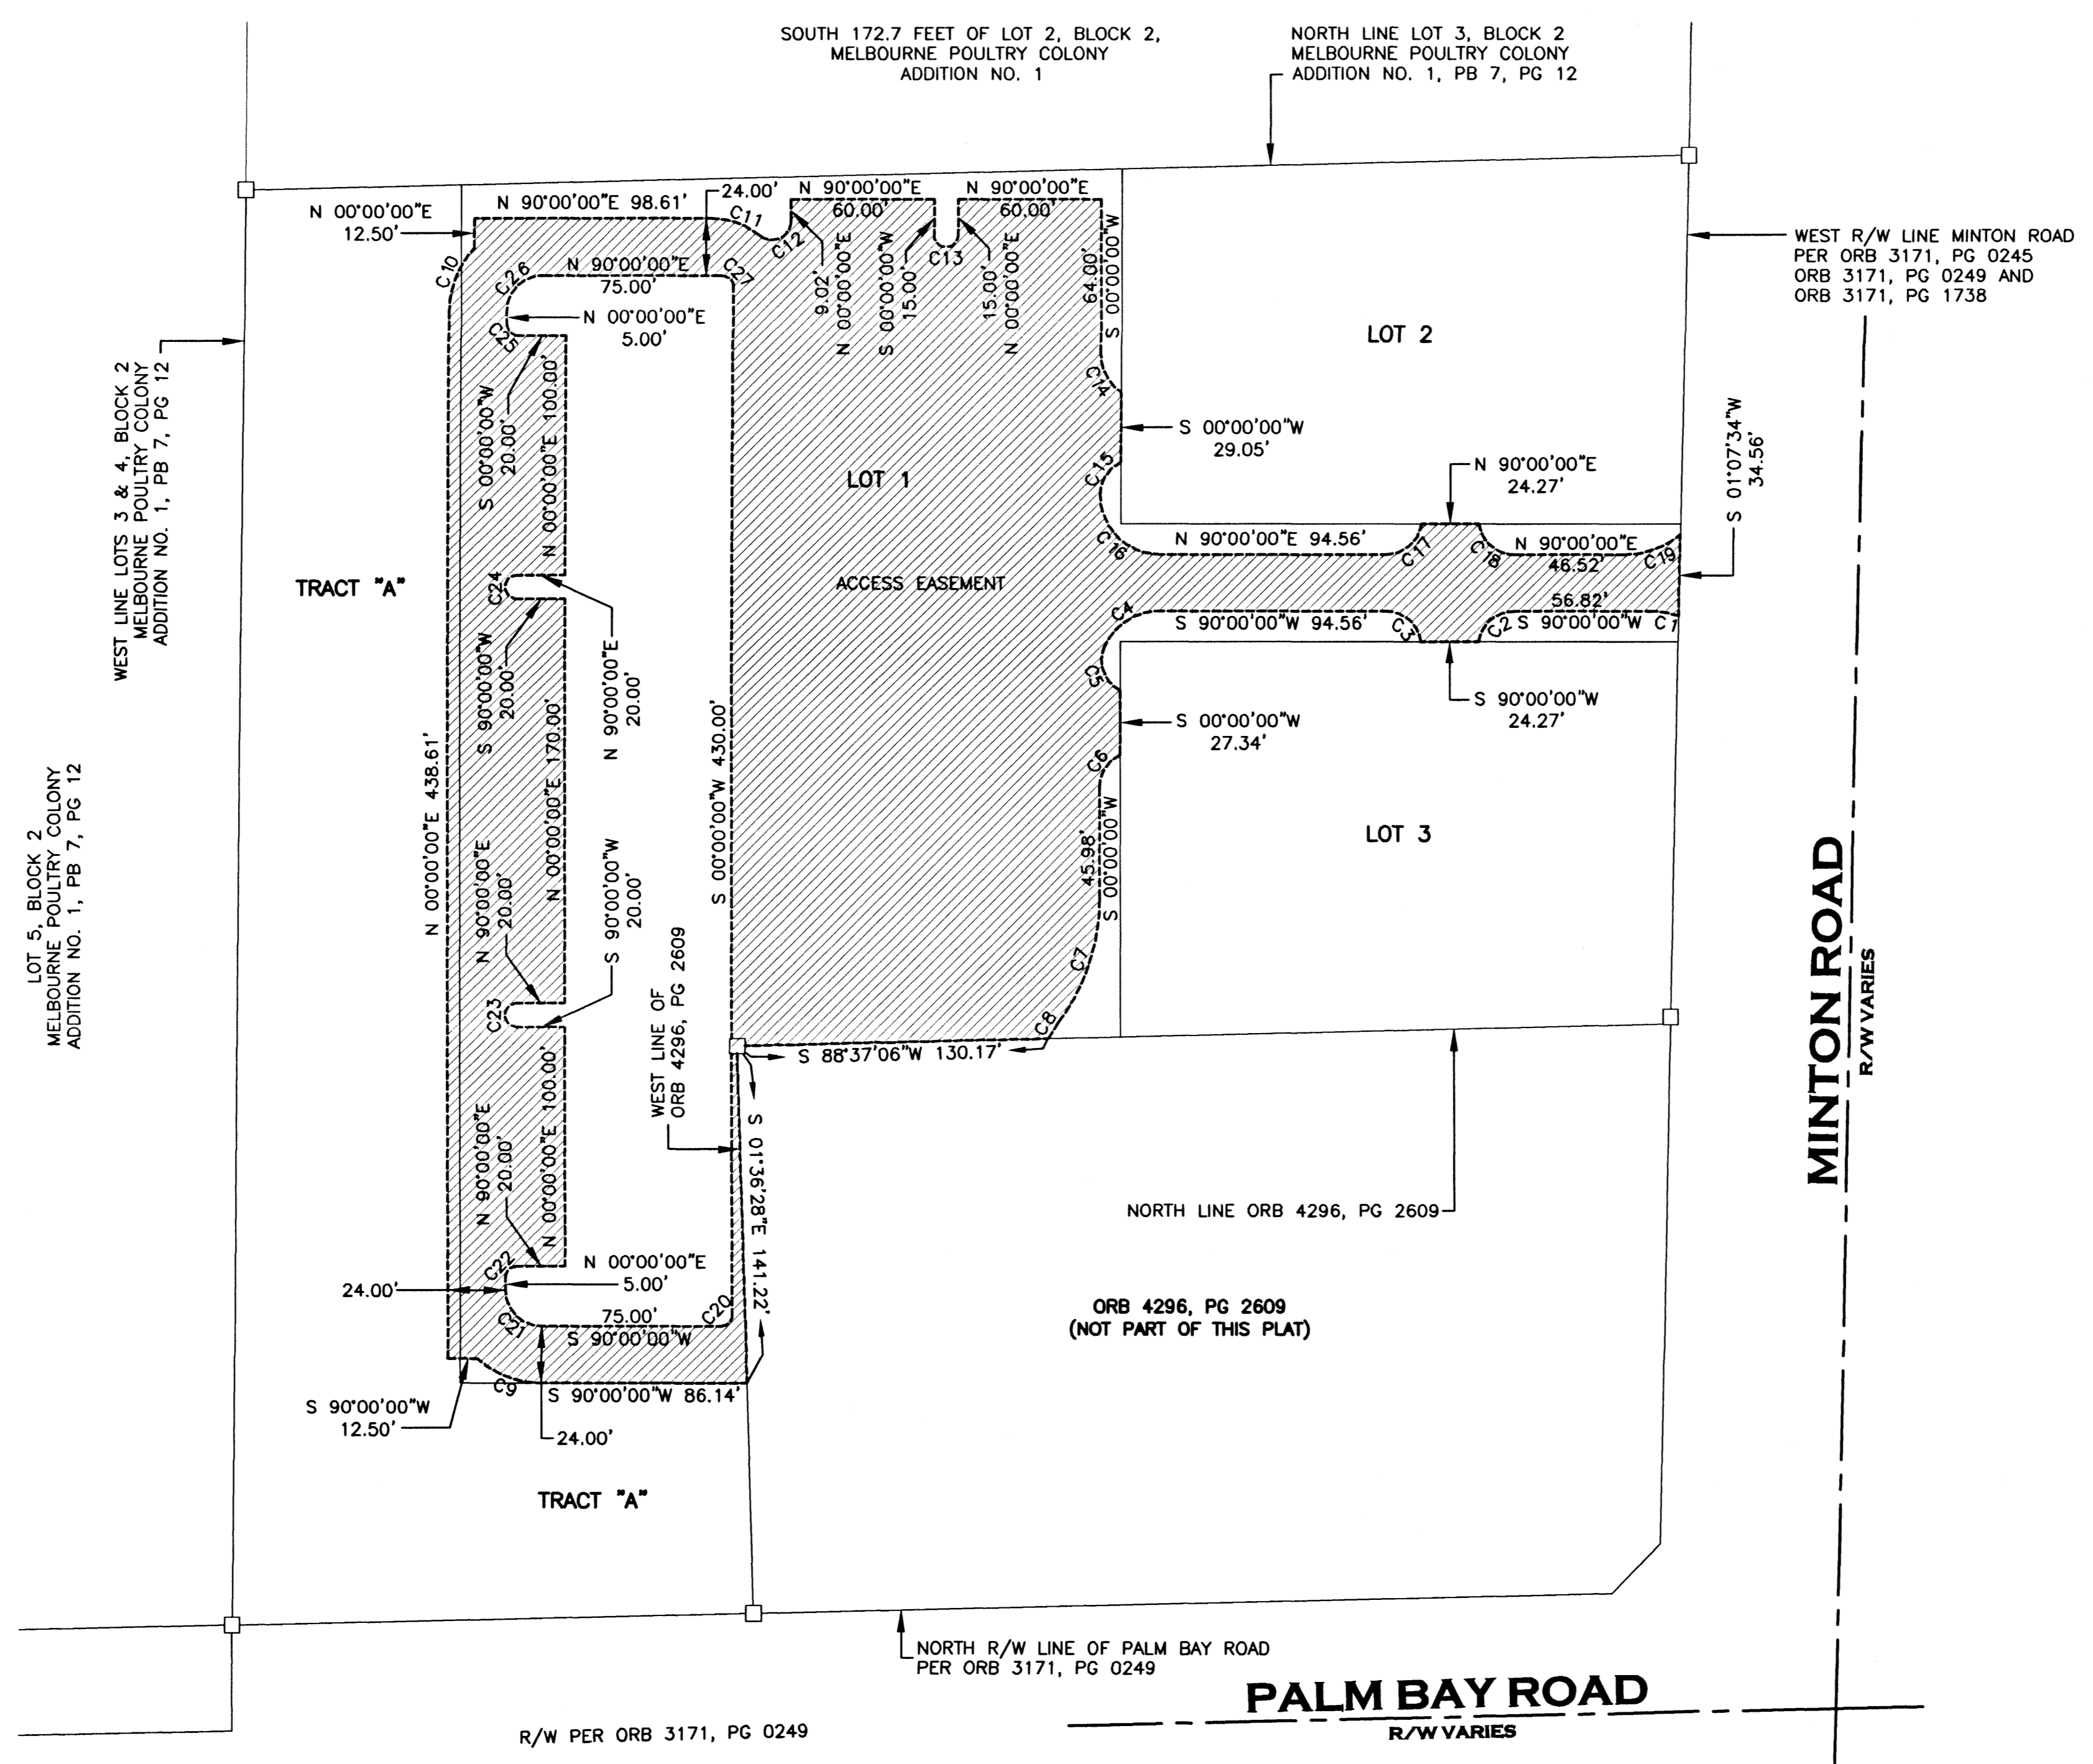 SOUTH 172.7 FEET OF LOT 2, BLOCK 2,
MELBOURNE POULTRY COLONY
ADDITION NO. 1
NORTH LINE LOT 3, BLOCK 2
MELBOURNE POULTRY COLONY
ADDITION NO. 1, PB 7, PG 12
N 00°00'00"E
12.50'
N 90°00'00"E 98.61'
24.00'
C11
C12
N 90°00'00"E
60.00'
N 90°00'00"E
60.00'
9.02'
N 00°00'00"E
S 00°00'00"W
15.00'
C13
15.00'
N 00°00'00"E
64.00'
S 00°00'00"W
WEST R/W LINE MINTON ROAD
PER ORB 3171, PG 0245
ORB 3171, PG 0249 AND
ORB 3171, PG 1738
C10
C26
N 90°00'00"E
75.00'
C27
N 00°00'00"E
5.00'
C25
LOT 2
C14
WEST LINE LOTS 3 & 4, BLOCK 2
MELBOURNE POULTRY COLONY
ADDITION NO. 1, PB 7, PG 12
S 00°00'00"W
20.00'
N 00°00'00"E 100.00'
S 00°00'00"W
29.05'
LOT 1
C15
C16
N 90°00'00"E
24.27'
S 01°07'34"W
34.56'
N 90°00'00"E 94.56'
C17
C18
N 90°00'00"E
46.52'
C19
TRACT "A"
C24
ACCESS EASEMENT
56.82'
S 90°00'00"W
C1
C4
S 90°00'00"W 94.56'
C3
C2
S 90°00'00"W
20.00'
N 90°00'00"E
20.00'
C5
S 90°00'00"W
24.27'
S 00°00'00"W
27.34'
C6
N 00°00'00"E 438.61'
N 00°00'00"E 170.00'
S 00°00'00"W 430.00'
45.98'
S 00°00'00"W
LOT 3
LOT 5, BLOCK 2
MELBOURNE POULTRY COLONY
ADDITION NO. 1, PB 7, PG 12
N 90°00'00"E
20.00'
S 90°00'00"W
20.00'
C7
C23
C8
WEST LINE OF
ORB 4296, PG 2609
S 88°37'06"W 130.17'
MINTON ROAD
R/W VARIES
N 90°00'00"E
20.00'
N 00°00'00"E 100.00'
S 01°36'28"E 141.22'
NORTH LINE ORB 4296, PG 2609
C22
N 00°00'00"E
5.00'
24.00'
C21
75.00'
S 90°00'00"W
C20
ORB 4296, PG 2609
(NOT PART OF THIS PLAT)
C9
S 90°00'00"W 86.14'
S 90°00'00"W
12.50'
24.00'
TRACT "A"
NORTH R/W LINE OF PALM BAY ROAD
PER ORB 3171, PG 0249
PALM BAY ROAD
R/W VARIES
R/W PER ORB 3171, PG 0249